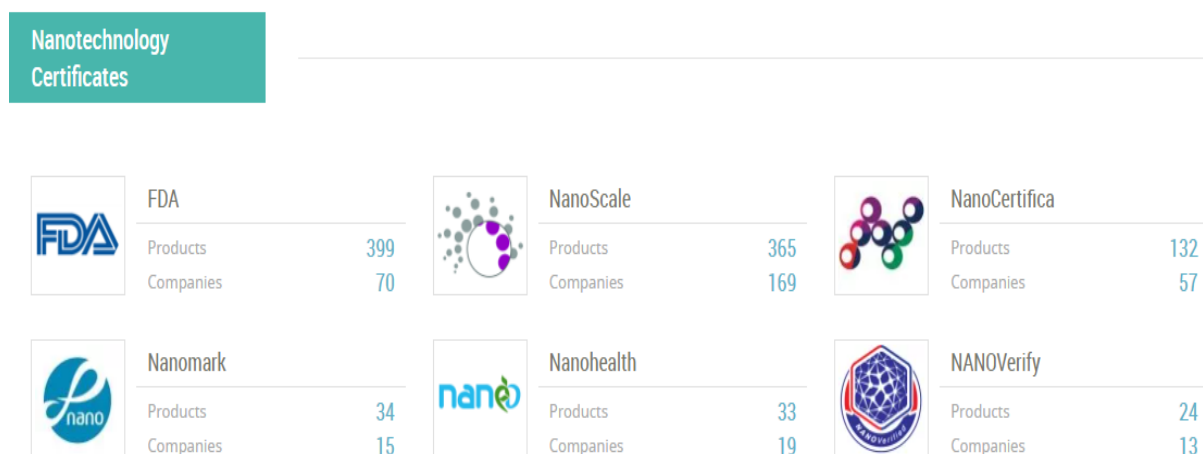 Nanotechnology
Certificates
FDA
FDA
Products 399
Companies 70
NanoScale
Products 365
Companies 169
NanoCertifica
Products 132
Companies 57
nano
Nanomark
Products 34
Companies 15
nano
Nanohealth
Products 33
Companies 19
NANOVerified
NANOVerify
Products 24
Companies 13